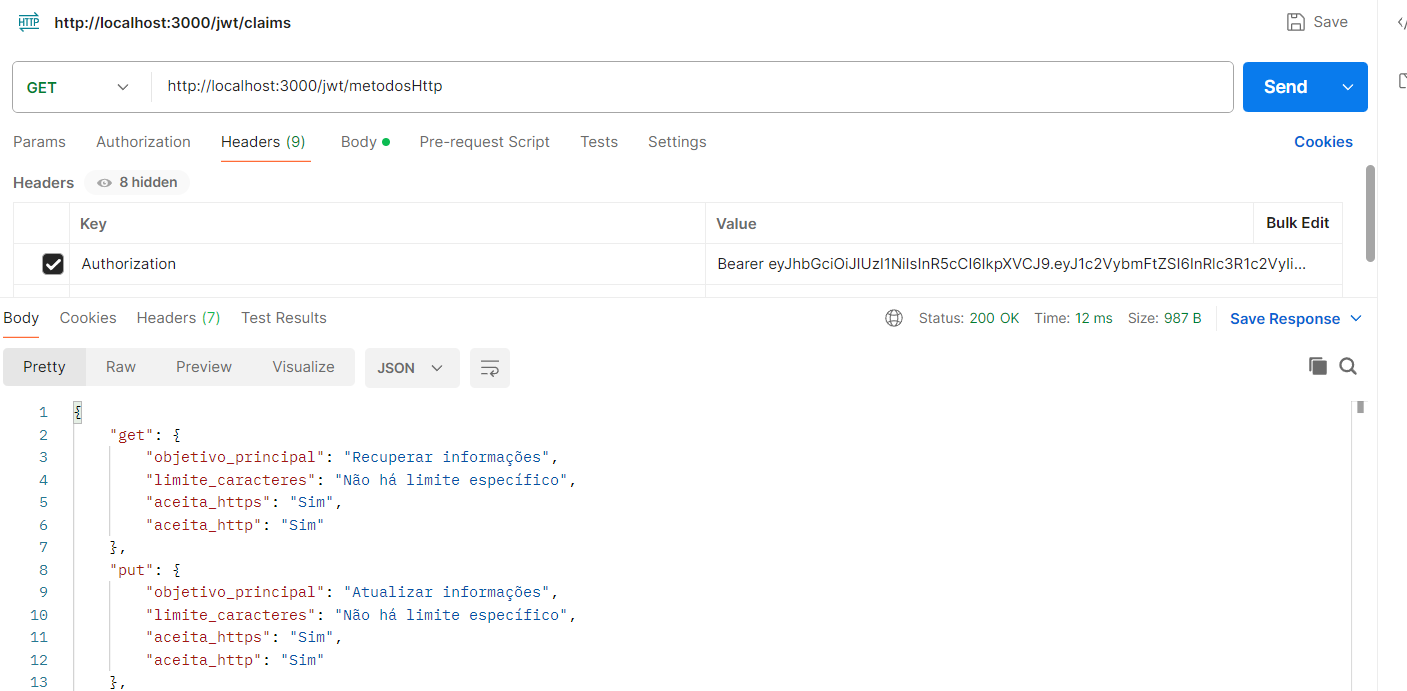 HTTP http://localhost:3000/jwt/claims Save
GET http://localhost:3000/jwt/metodosHttp Send
Params Authorization Headers (9) Body Pre-request Script Tests Settings Cookies
Headers 8 hidden
Key Value Bulk Edit
Authorization Bearer eyJhbGciOiJIUzI1NiIsInR5cCI6IkpXVCJ9.eyJ1c2VybmFtZSI6InRlc3R1c2VyIi...
Body Cookies Headers (7) Test Results Status: 200 OK Time: 12 ms Size: 987 B Save Response
Pretty Raw Preview Visualize JSON
1 {
2 "get": {
3 "objetivo_principal": "Recuperar informações",
4 "limite_caracteres": "Não há limite específico",
5 "aceita_https": "Sim",
6 "aceita_http": "Sim"
7 },
8 "put": {
9 "objetivo_principal": "Atualizar informações",
10 "limite_caracteres": "Não há limite específico",
11 "aceita_https": "Sim",
12 "aceita_http": "Sim"
13 },